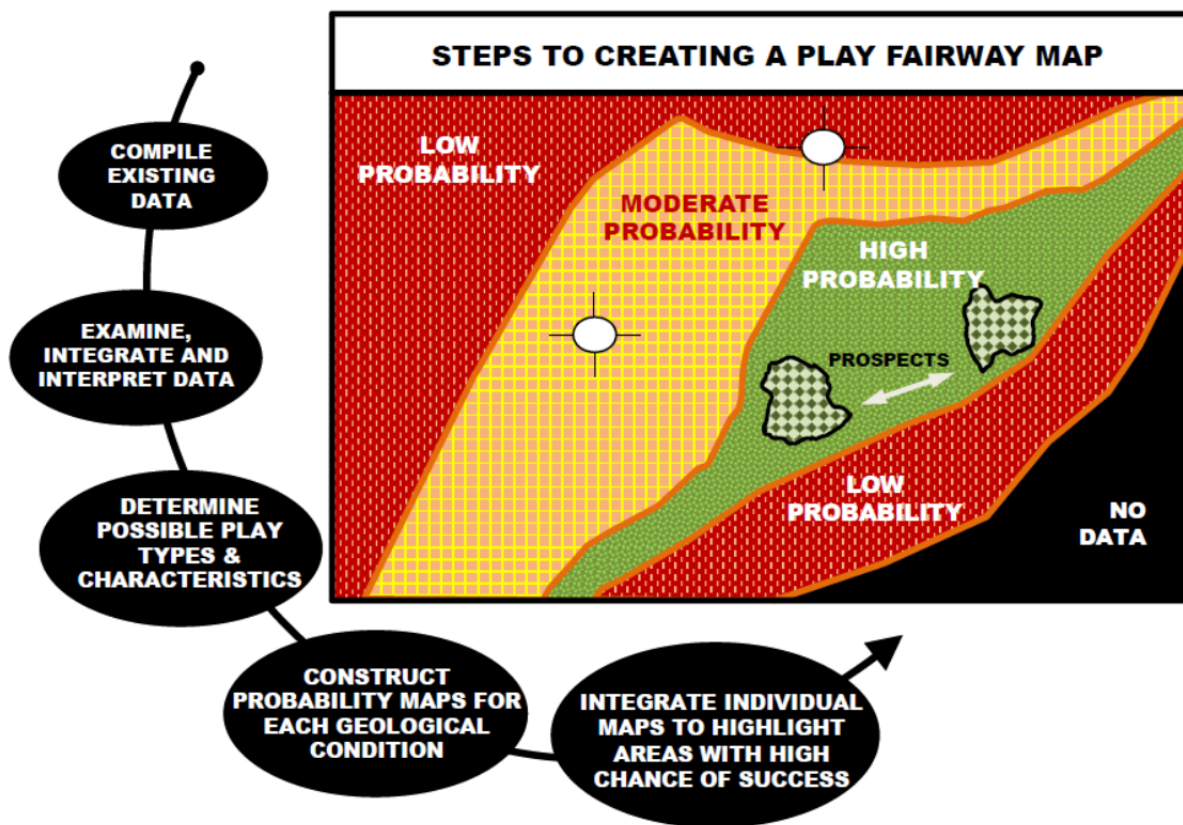 STEPS TO CREATING A PLAY FAIRWAY MAP
COMPILE
EXISTING
DATA
EXAMINE,
INTEGRATE AND
INTERPRET DATA
DETERMINE
POSSIBLE PLAY
TYPES &
CHARACTERISTICS
CONSTRUCT
PROBABILITY MAPS FOR
EACH GEOLOGICAL
CONDITION
INTEGRATE INDIVIDUAL
MAPS TO HIGHLIGHT
AREAS WITH HIGH
CHANCE OF SUCCESS
LOW
PROBABILITY
MODERATE
PROBABILITY
HIGH
PROBABILITY
PROSPECTS
LOW
PROBABILITY
NO
DATA